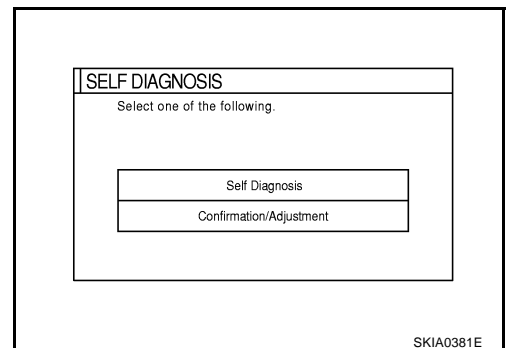 SELF DIAGNOSIS
Select one of the following.
Self Diagnosis
Confirmation/Adjustment
SKIA0381E